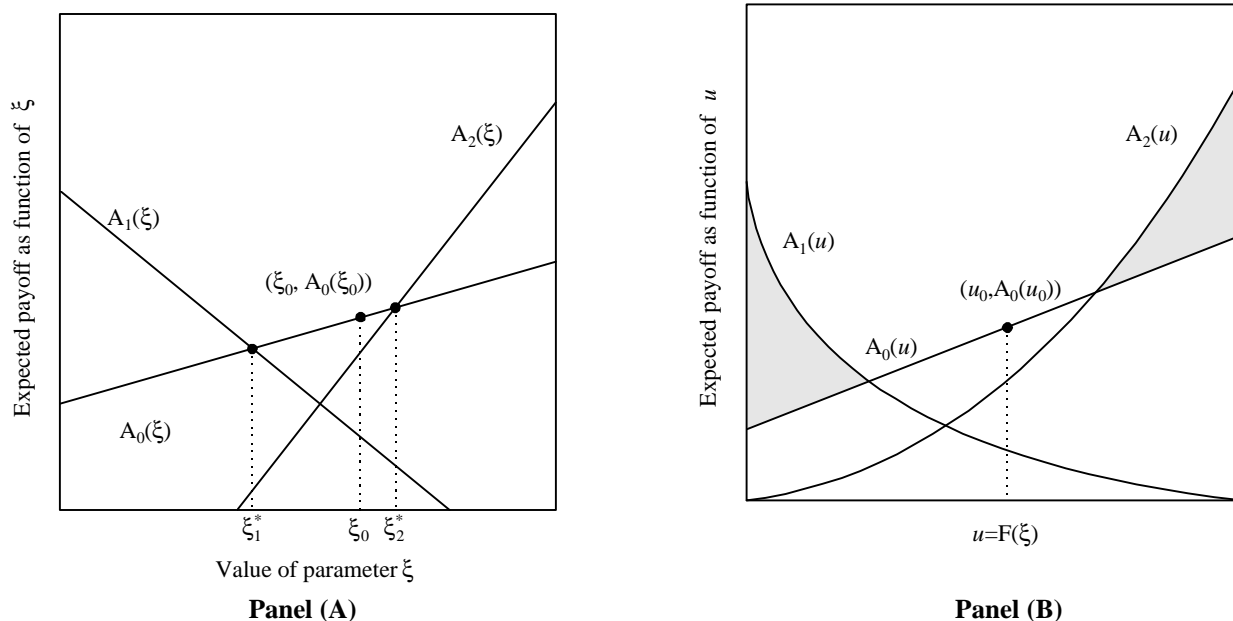 Expected payoff as function of ξ
A₂(ξ)
A₁(ξ)
(ξ₀, A₀(ξ₀))
A₀(ξ)
ξ₁* ξ₀ ξ₂*
Value of parameter ξ
Panel (A)
Expected payoff as function of u
A₂(u)
A₁(u)
(u₀,A₀(u₀))
A₀(u)
u=F(ξ)
Panel (B)